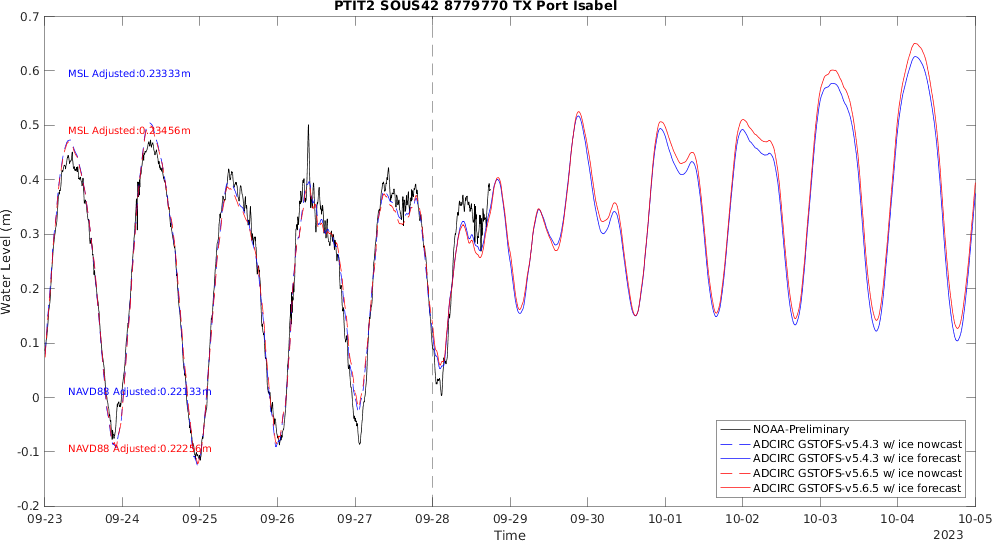 PTIT2 SOUS42 8779770 TX Port Isabel
Water Level (m)
0.7
0.6
0.5
0.4
0.3
0.2
0.1
0
-0.1
-0.2
MSL Adjusted:0.23333m
MSL Adjusted:0.23456m
NAVD88 Adjusted:0.22133m
NAVD88 Adjusted:0.22256m
NOAA-Preliminary
ADCIRC GSTOFS-v5.4.3 w/ ice nowcast
ADCIRC GSTOFS-v5.4.3 w/ ice forecast
ADCIRC GSTOFS-v5.6.5 w/ ice nowcast
ADCIRC GSTOFS-v5.6.5 w/ ice forecast
09-23 09-24 09-25 09-26 09-27 09-28 09-29 09-30 10-01 10-02 10-03 10-04 10-05
Time
2023